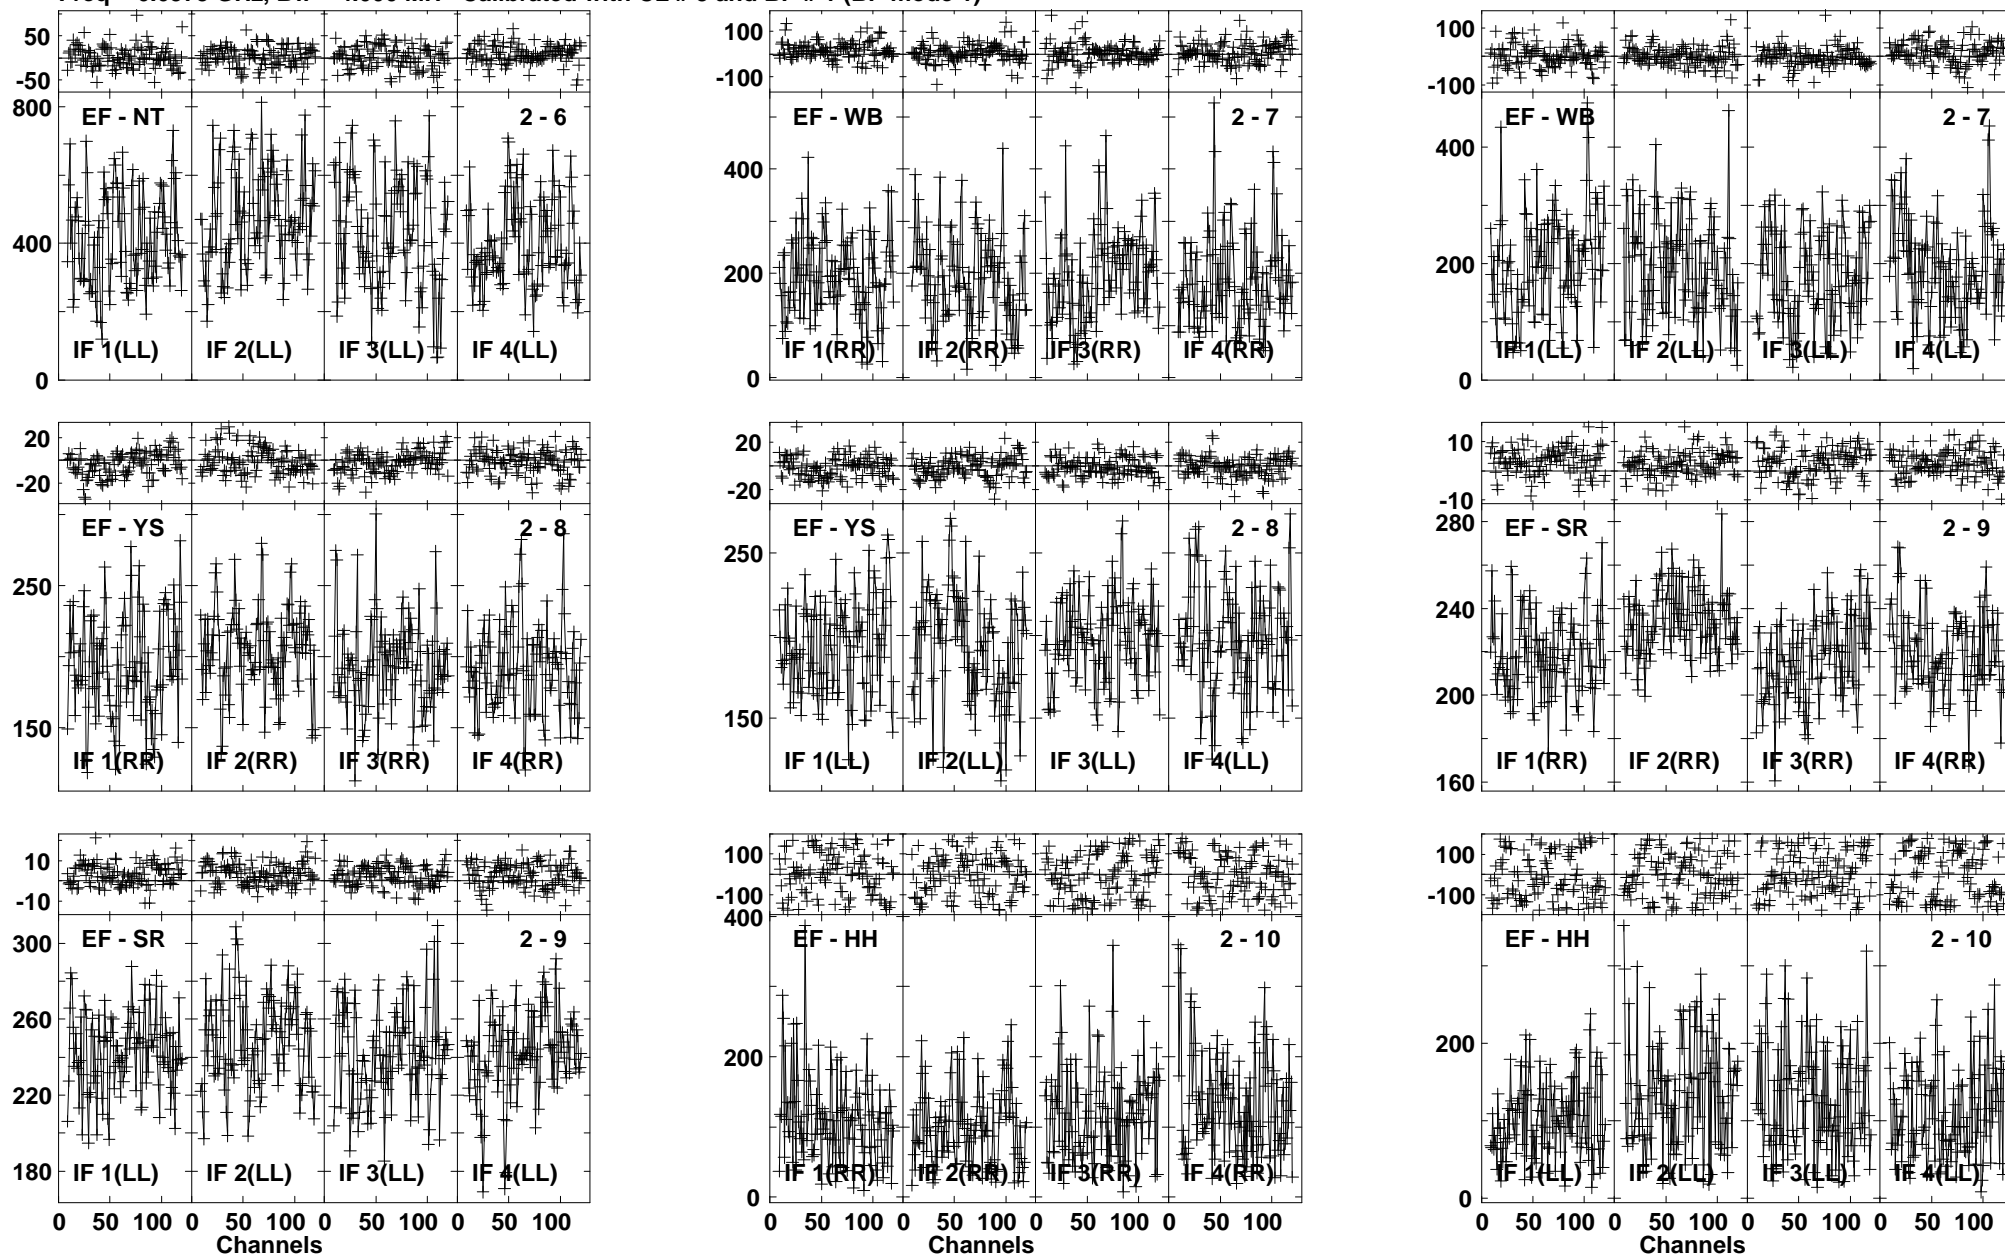 50 100 100
-50 -100 -100
800 EF - NT 2 - 6 EF - WB 2 - 7 EF - WB 2 - 7
400 400 400
200 200
IF 1(LL) IF 2(LL) IF 3(LL) IF 4(LL) IF 1(RR) IF 2(RR) IF 3(RR) IF 4(RR) IF 1(LL) IF 2(LL) IF 3(LL) IF 4(LL)
0 0 0
20 20 10
-20 -20 -10
EF - YS 2 - 8 EF - YS 2 - 8 280 EF - SR 2 - 9
250 250 240
200
150 150
IF 1(RR) IF 2(RR) IF 3(RR) IF 4(RR) IF 1(LL) IF 2(LL) IF 3(LL) IF 4(LL) IF 1(RR) IF 2(RR) IF 3(RR) IF 4(RR)
160
10 100 100
-10 -100 -100
400
300 EF - SR 2 - 9 EF - HH 2 - 10 EF - HH 2 - 10
260 200 200
220
180 IF 1(LL) IF 2(LL) IF 3(LL) IF 4(LL) IF 1(RR) IF 2(RR) IF 3(RR) IF 4(RR) IF 1(LL) IF 2(LL) IF 3(LL) IF 4(LL)
0 0
0 50 100 0 50 100 0 50 100 0 50 100 0 50 100 0 50 100 0 50 100 0 50 100 0 50 100 0 50 100 0 50 100 0 50 100
Channels Channels Channels